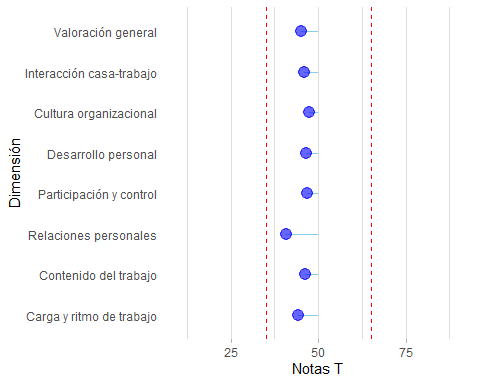 Valoración general
Interacción casa-trabajo
Cultura organizacional
Desarrollo personal
Participación y control
Relaciones personales
Contenido del trabajo
Carga y ritmo de trabajo
Dimensión
25 50 75
Notas T